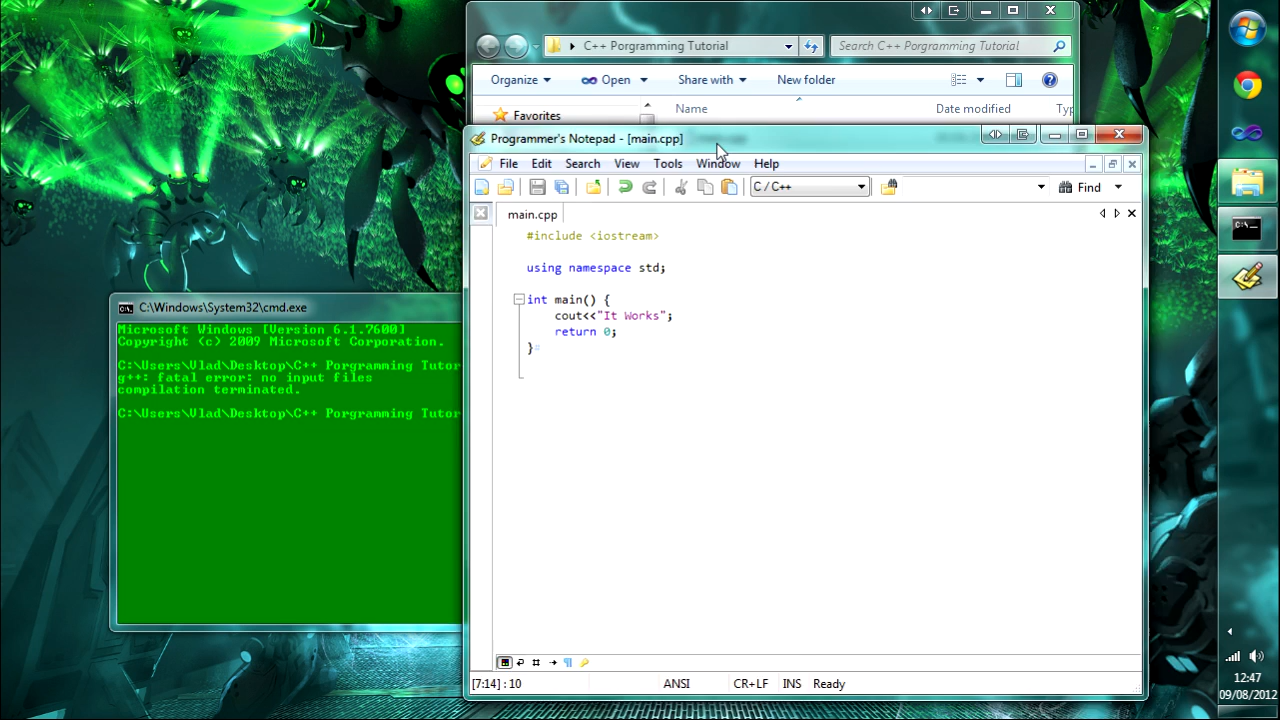 C++ Porgramming Tutorial
Search C++ Porgramming Tutorial
Organize
Open
Share with
New folder
Favorites
Name
Date modified
Typ
Programmer's Notepad - [main.cpp]
File Edit Search View Tools Window Help
C / C++
Find
main.cpp
#include <iostream>
using namespace std;
int main() {
cout<<"It Works";
return 0;
}
[7:14] : 10
ANSI
CR+LF
INS
Ready
C:\Windows\System32\cmd.exe
Microsoft Windows [Version 6.1.7600]
Copyright (c) 2009 Microsoft Corporation.
C:\Users\Vlad\Desktop\C++ Porgramming Tutor
g++: fatal error: no input files
compilation terminated.
C:\Users\Vlad\Desktop\C++ Porgramming Tutor
12:47
09/08/2012